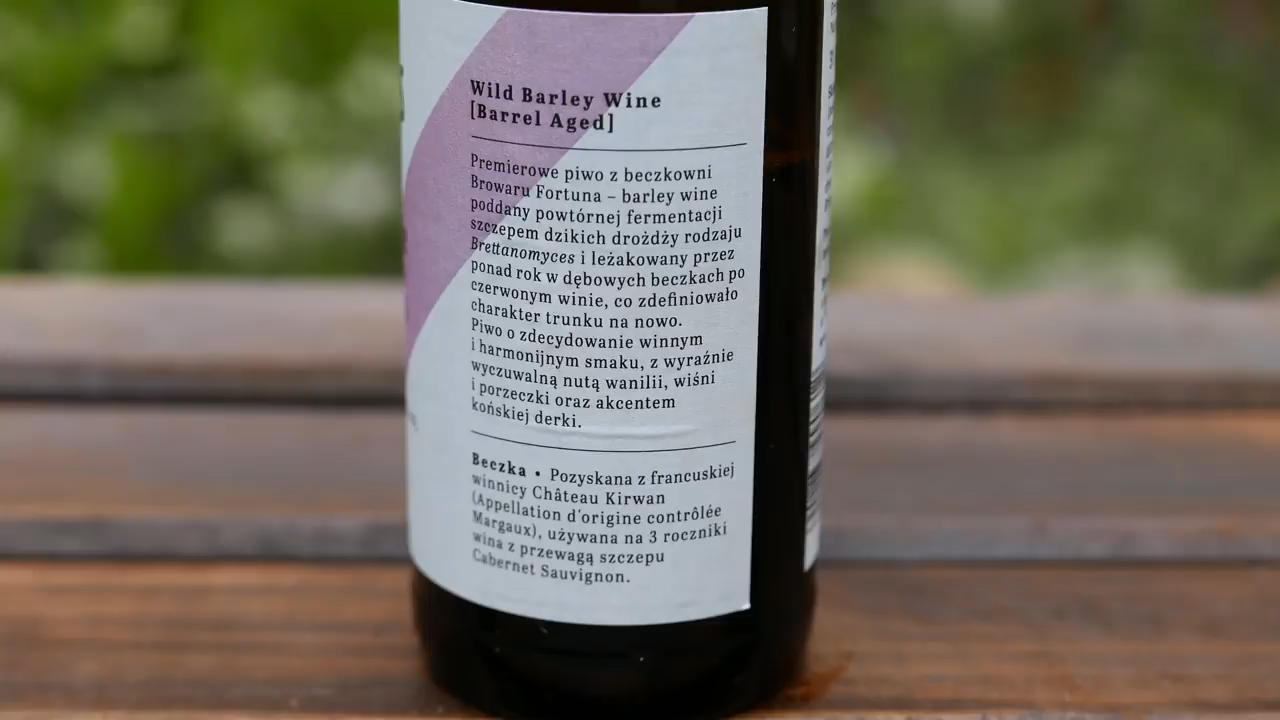 Wild Barley Wine
[Barrel Aged]
Premierowe piwo z beczkowni
Browaru Fortuna – barley wine
poddany powtórnej fermentacji
szczepem dzikich drożdży rodzaju
Brettanomyces i leżakowany przez
ponad rok w dębowych beczkach po
czerwonym winie, co zdefiniowało
charakter trunku na nowo.
Piwo o zdecydowanie winnym
i harmonijnym smaku, z wyraźnie
wyczuwalną nutą wanilii, wiśni
i porzeczki oraz akcentem
końskiej derki.
Beczka • Pozyskana z francuskiej
winnicy Château Kirwan
(Appellation d'origine contrôlée
Margaux), używana na 3 roczniki
wina z przewagą szczepu
Cabernet Sauvignon.